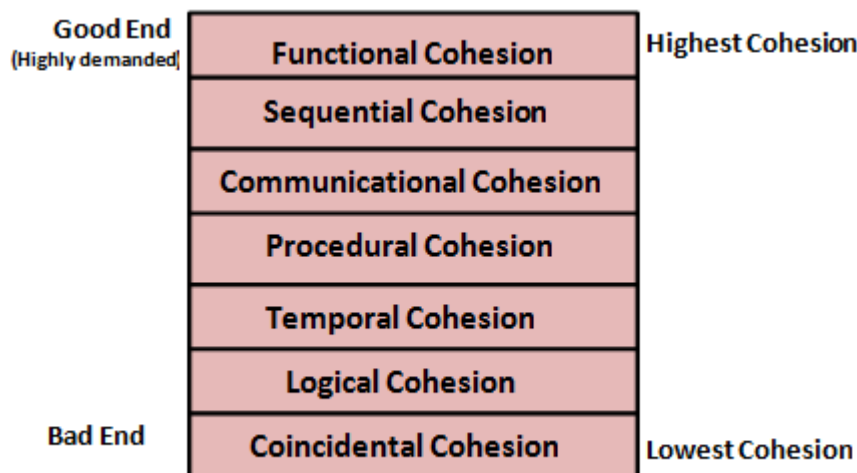 Good End
(Highly demanded)
Functional Cohesion
Highest Cohesion
Sequential Cohesion
Communicational Cohesion
Procedural Cohesion
Temporal Cohesion
Logical Cohesion
Bad End
Coincidental Cohesion
Lowest Cohesion